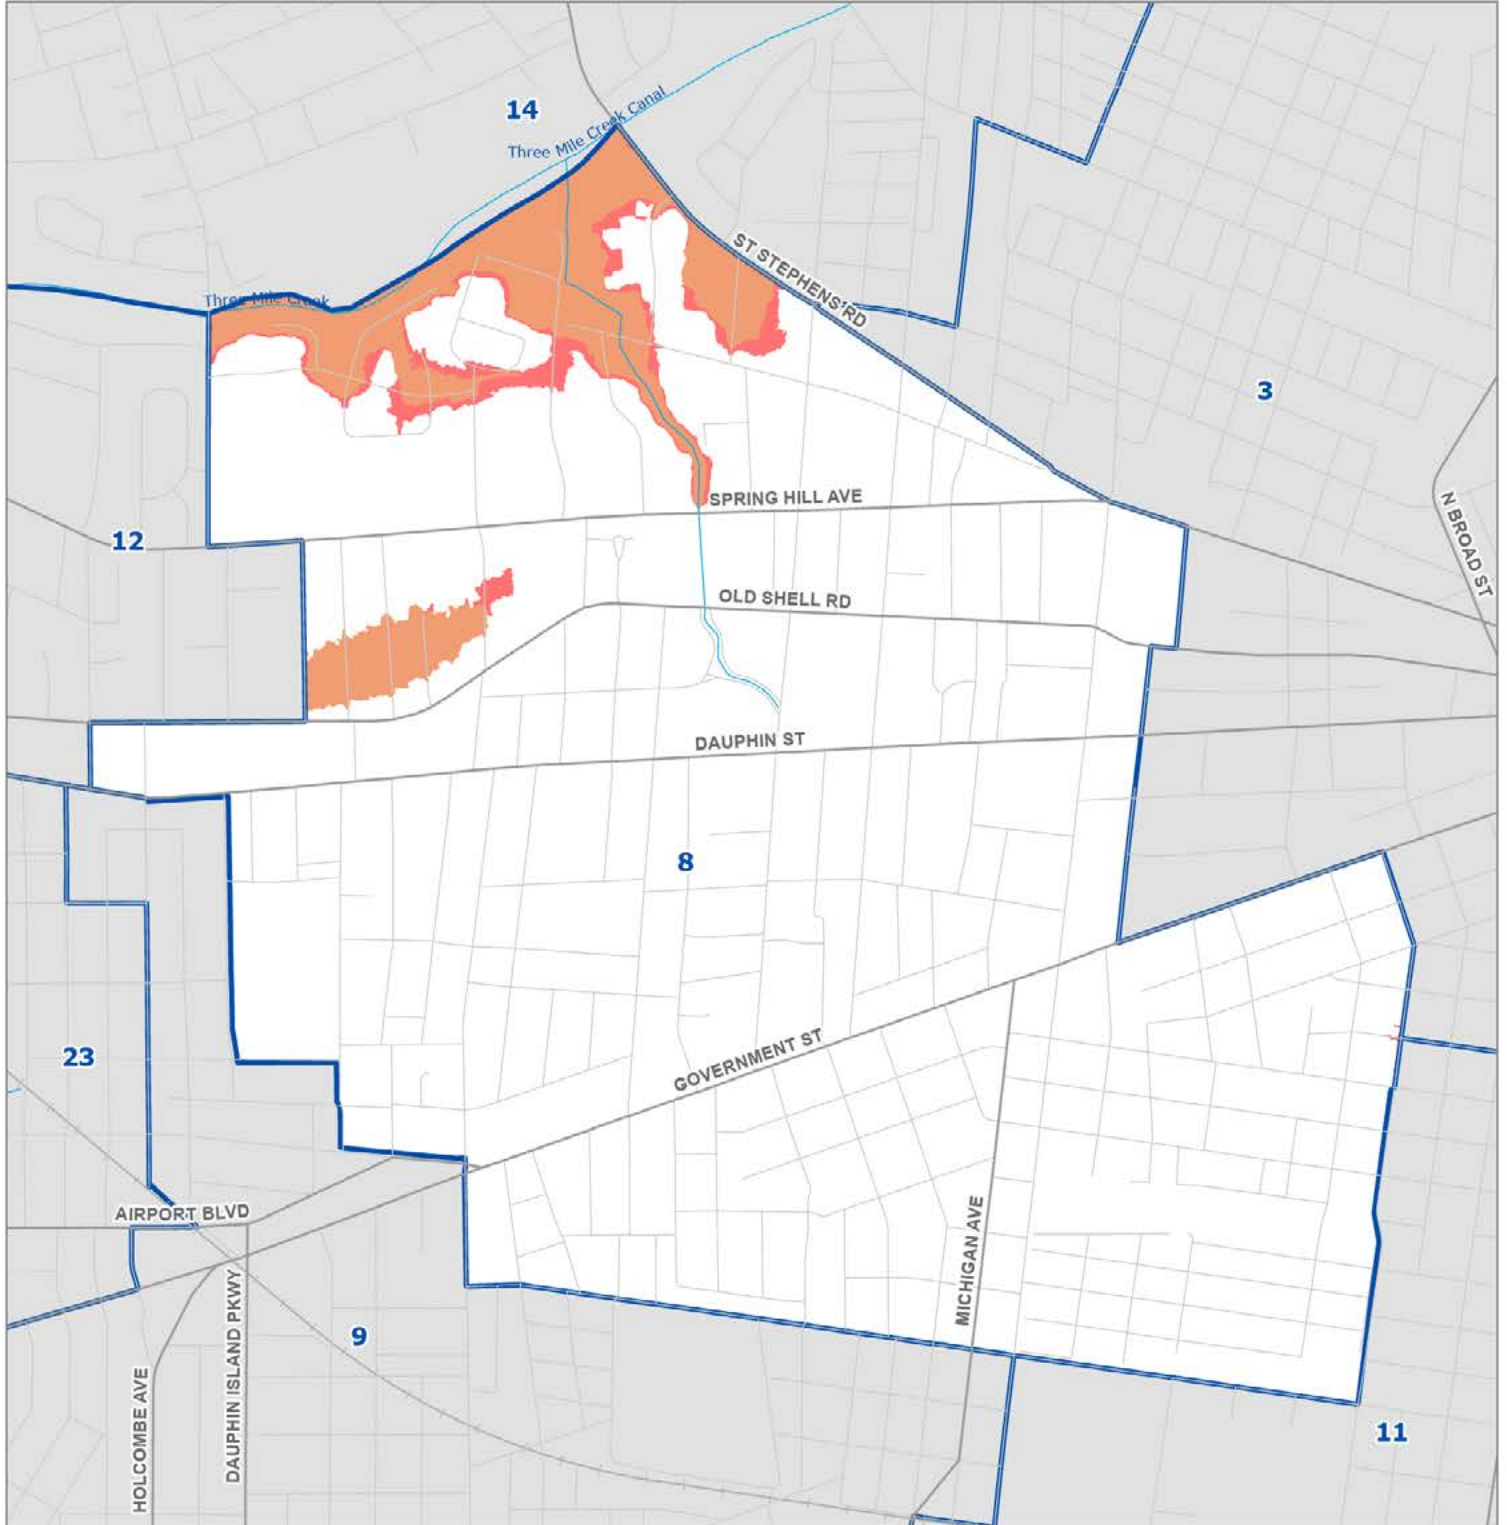 14
Three Mile Creek Canal
ST STEPHENS RD
Three Mile Creek
3
SPRING HILL AVE
N BROAD ST
12
OLD SHELL RD
DAUPHIN ST
8
GOVERNMENT ST
23
AIRPORT BLVD
MICHIGAN AVE
DAUPHIN ISLAND PKWY
9
HOLCOMBE AVE
11